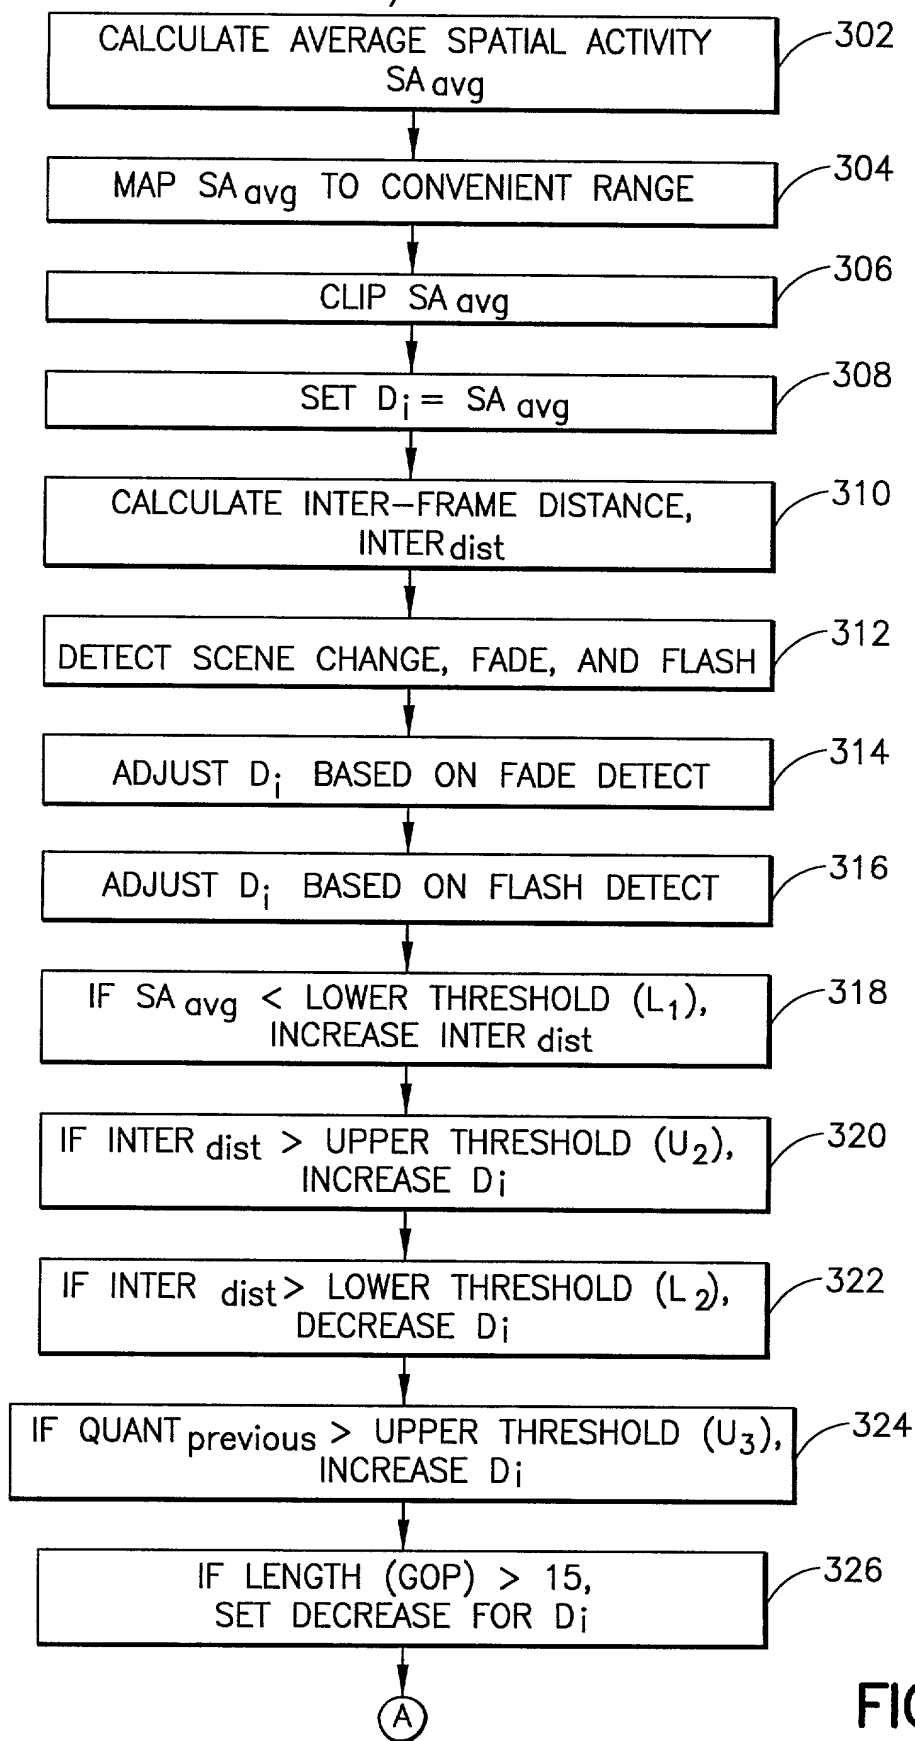 CALCULATE AVERAGE SPATIAL ACTIVITY
SA avg
302
MAP SA avg TO CONVENIENT RANGE
304
CLIP SA avg
306
SET Di = SA avg
308
CALCULATE INTER-FRAME DISTANCE,
INTER dist
310
DETECT SCENE CHANGE, FADE, AND FLASH
312
ADJUST Di BASED ON FADE DETECT
314
ADJUST Di BASED ON FLASH DETECT
316
IF SA avg < LOWER THRESHOLD (L1),
INCREASE INTER dist
318
IF INTER dist > UPPER THRESHOLD (U2),
INCREASE Di
320
IF INTER dist > LOWER THRESHOLD (L2),
DECREASE Di
322
IF QUANT previous > UPPER THRESHOLD (U3),
INCREASE Di
324
IF LENGTH (GOP) > 15,
SET DECREASE FOR Di
326
A